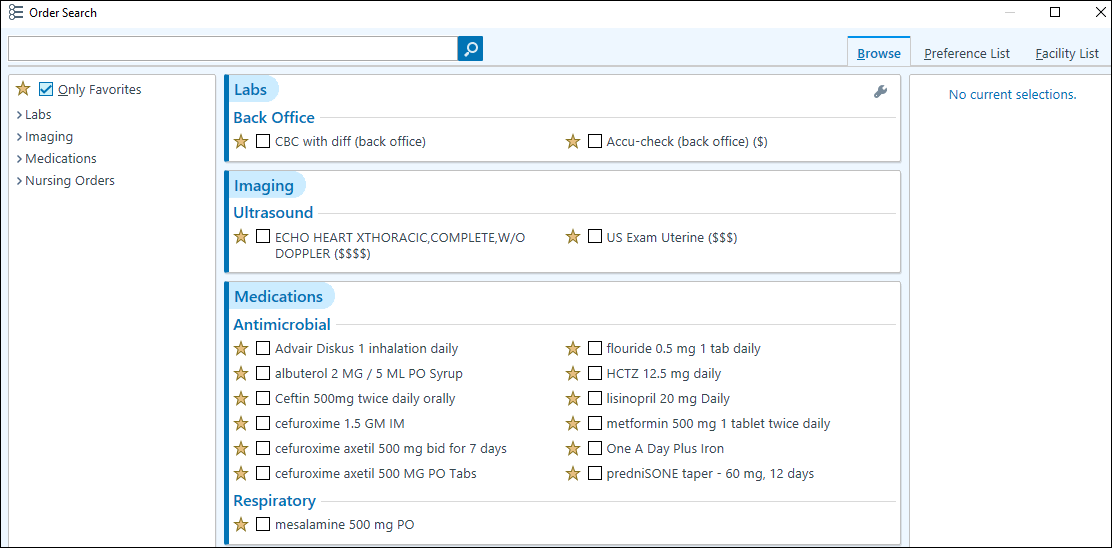 Order Search
Browse
Preference List
Facility List
Only Favorites
Labs
Imaging
Medications
Nursing Orders
Labs
Back Office
CBC with diff (back office)
Accu-check (back office) ($)
Imaging
Ultrasound
ECHO HEART XTHORACIC,COMPLETE,W/O
DOPPLER ($$$$)
US Exam Uterine ($$$)
Medications
Antimicrobial
Advair Diskus 1 inhalation daily
flouride 0.5 mg 1 tab daily
albuterol 2 MG / 5 ML PO Syrup
HCTZ 12.5 mg daily
Ceftin 500mg twice daily orally
lisinopril 20 mg Daily
cefuroxime 1.5 GM IM
metformin 500 mg 1 tablet twice daily
cefuroxime axetil 500 mg bid for 7 days
One A Day Plus Iron
cefuroxime axetil 500 MG PO Tabs
predniSONE taper - 60 mg, 12 days
Respiratory
mesalamine 500 mg PO
No current selections.